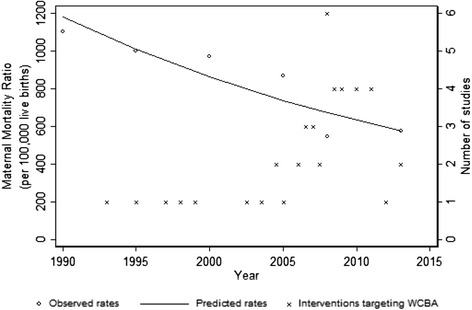 Maternal Mortality Ratio
(per 100,000 live births)
1200
1000
800
600
400
200
0
6
5
4
3
2
1
0
Number of studies
1990 1995 2000 2005 2010 2015
Year
Observed rates Predicted rates Interventions targeting WCBA